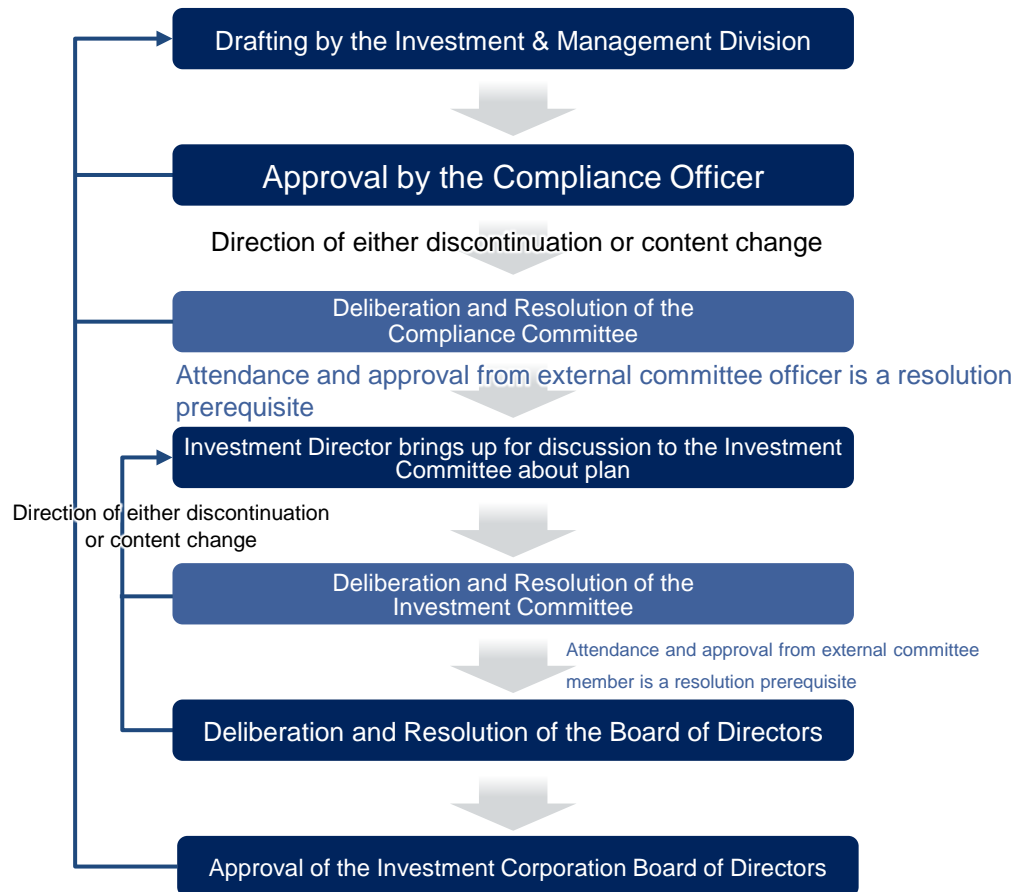 Drafting by the Investment & Management Division
Approval by the Compliance Officer
Direction of either discontinuation or content change
Deliberation and Resolution of the
Compliance Committee
Attendance and approval from external committee officer is a resolution
prerequisite
Investment Director brings up for discussion to the Investment
Committee about plan
Direction of either discontinuation
or content change
Deliberation and Resolution of the
Investment Committee
Attendance and approval from external committee
member is a resolution prerequisite
Deliberation and Resolution of the Board of Directors
Approval of the Investment Corporation Board of Directors